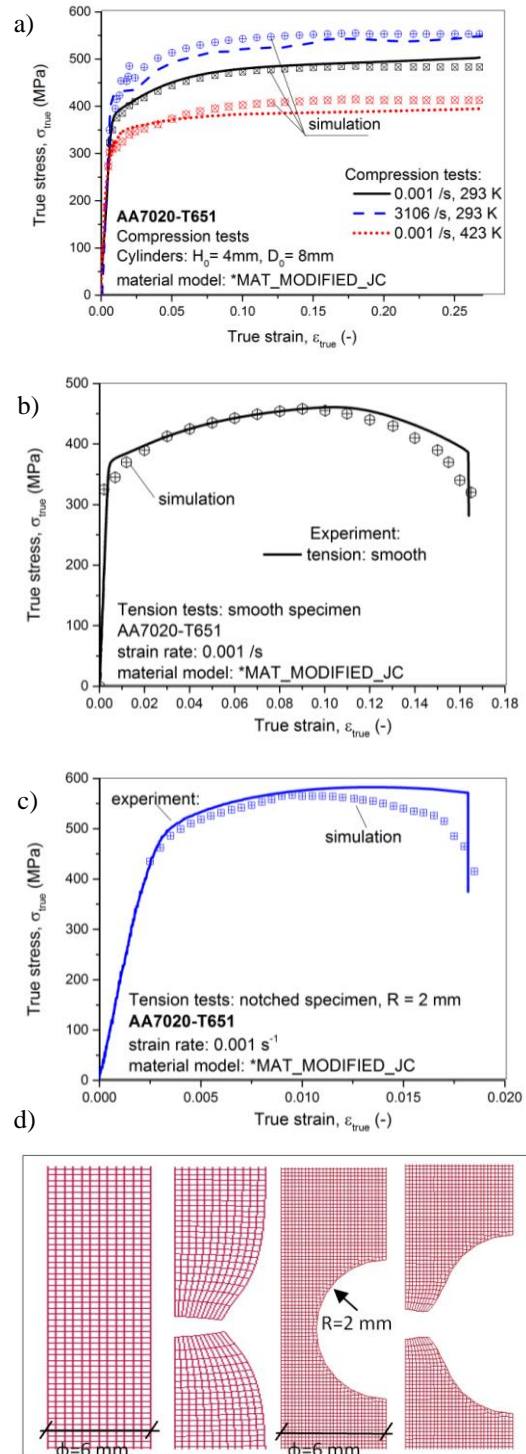 a)
600
500
400
300
200
100
0
True stress, σtrue (MPa)
simulation
Compression tests:
0.001 /s, 293 K
3106 /s, 293 K
0.001 /s, 423 K
AA7020-T651
Compression tests
Cylinders: H0= 4mm, D0= 8mm
material model: *MAT_MODIFIED_JC
0.00 0.05 0.10 0.15 0.20 0.25
True strain, εtrue (-)
b)
500
400
300
200
100
0
True stress, σtrue (MPa)
simulation
Experiment:
tension: smooth
Tension tests: smooth specimen
AA7020-T651
strain rate: 0.001 /s
material model: *MAT_MODIFIED_JC
0.00 0.02 0.04 0.06 0.08 0.10 0.12 0.14 0.16 0.18
True strain, εtrue (-)
c)
600
500
400
300
200
100
0
True stress, σtrue (MPa)
experiment:
simulation
Tension tests: notched specimen, R = 2 mm
AA7020-T651
strain rate: 0.001 s-1
material model: *MAT_MODIFIED_JC
0.000 0.005 0.010 0.015 0.020
True strain, εtrue (-)
d)
R=2 mm
Φ=6 mm Φ=6 mm